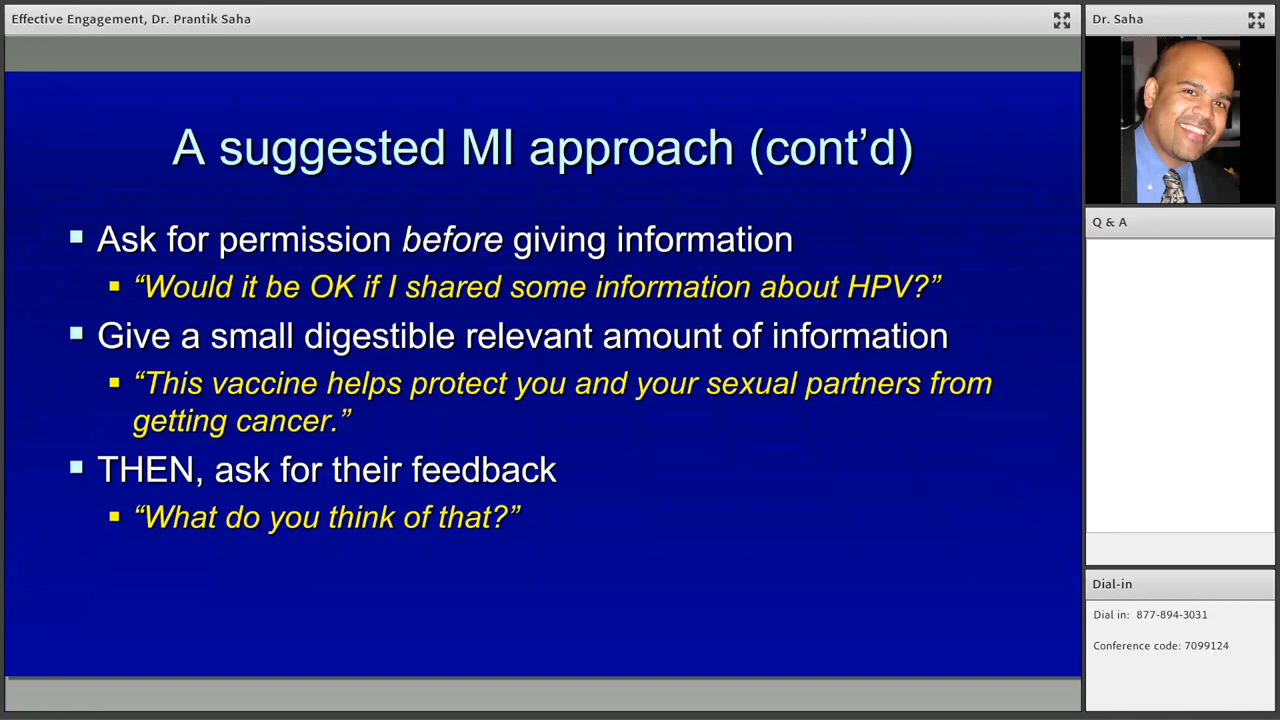 Effective Engagement, Dr. Prantik Saha
Dr. Saha
A suggested MI approach (cont’d)
Ask for permission before giving information
“Would it be OK if I shared some information about HPV?”
Give a small digestible relevant amount of information
“This vaccine helps protect you and your sexual partners from
getting cancer.”
THEN, ask for their feedback
“What do you think of that?”
Q & A
Dial-in
Dial in: 877-894-3031
Conference code: 7099124